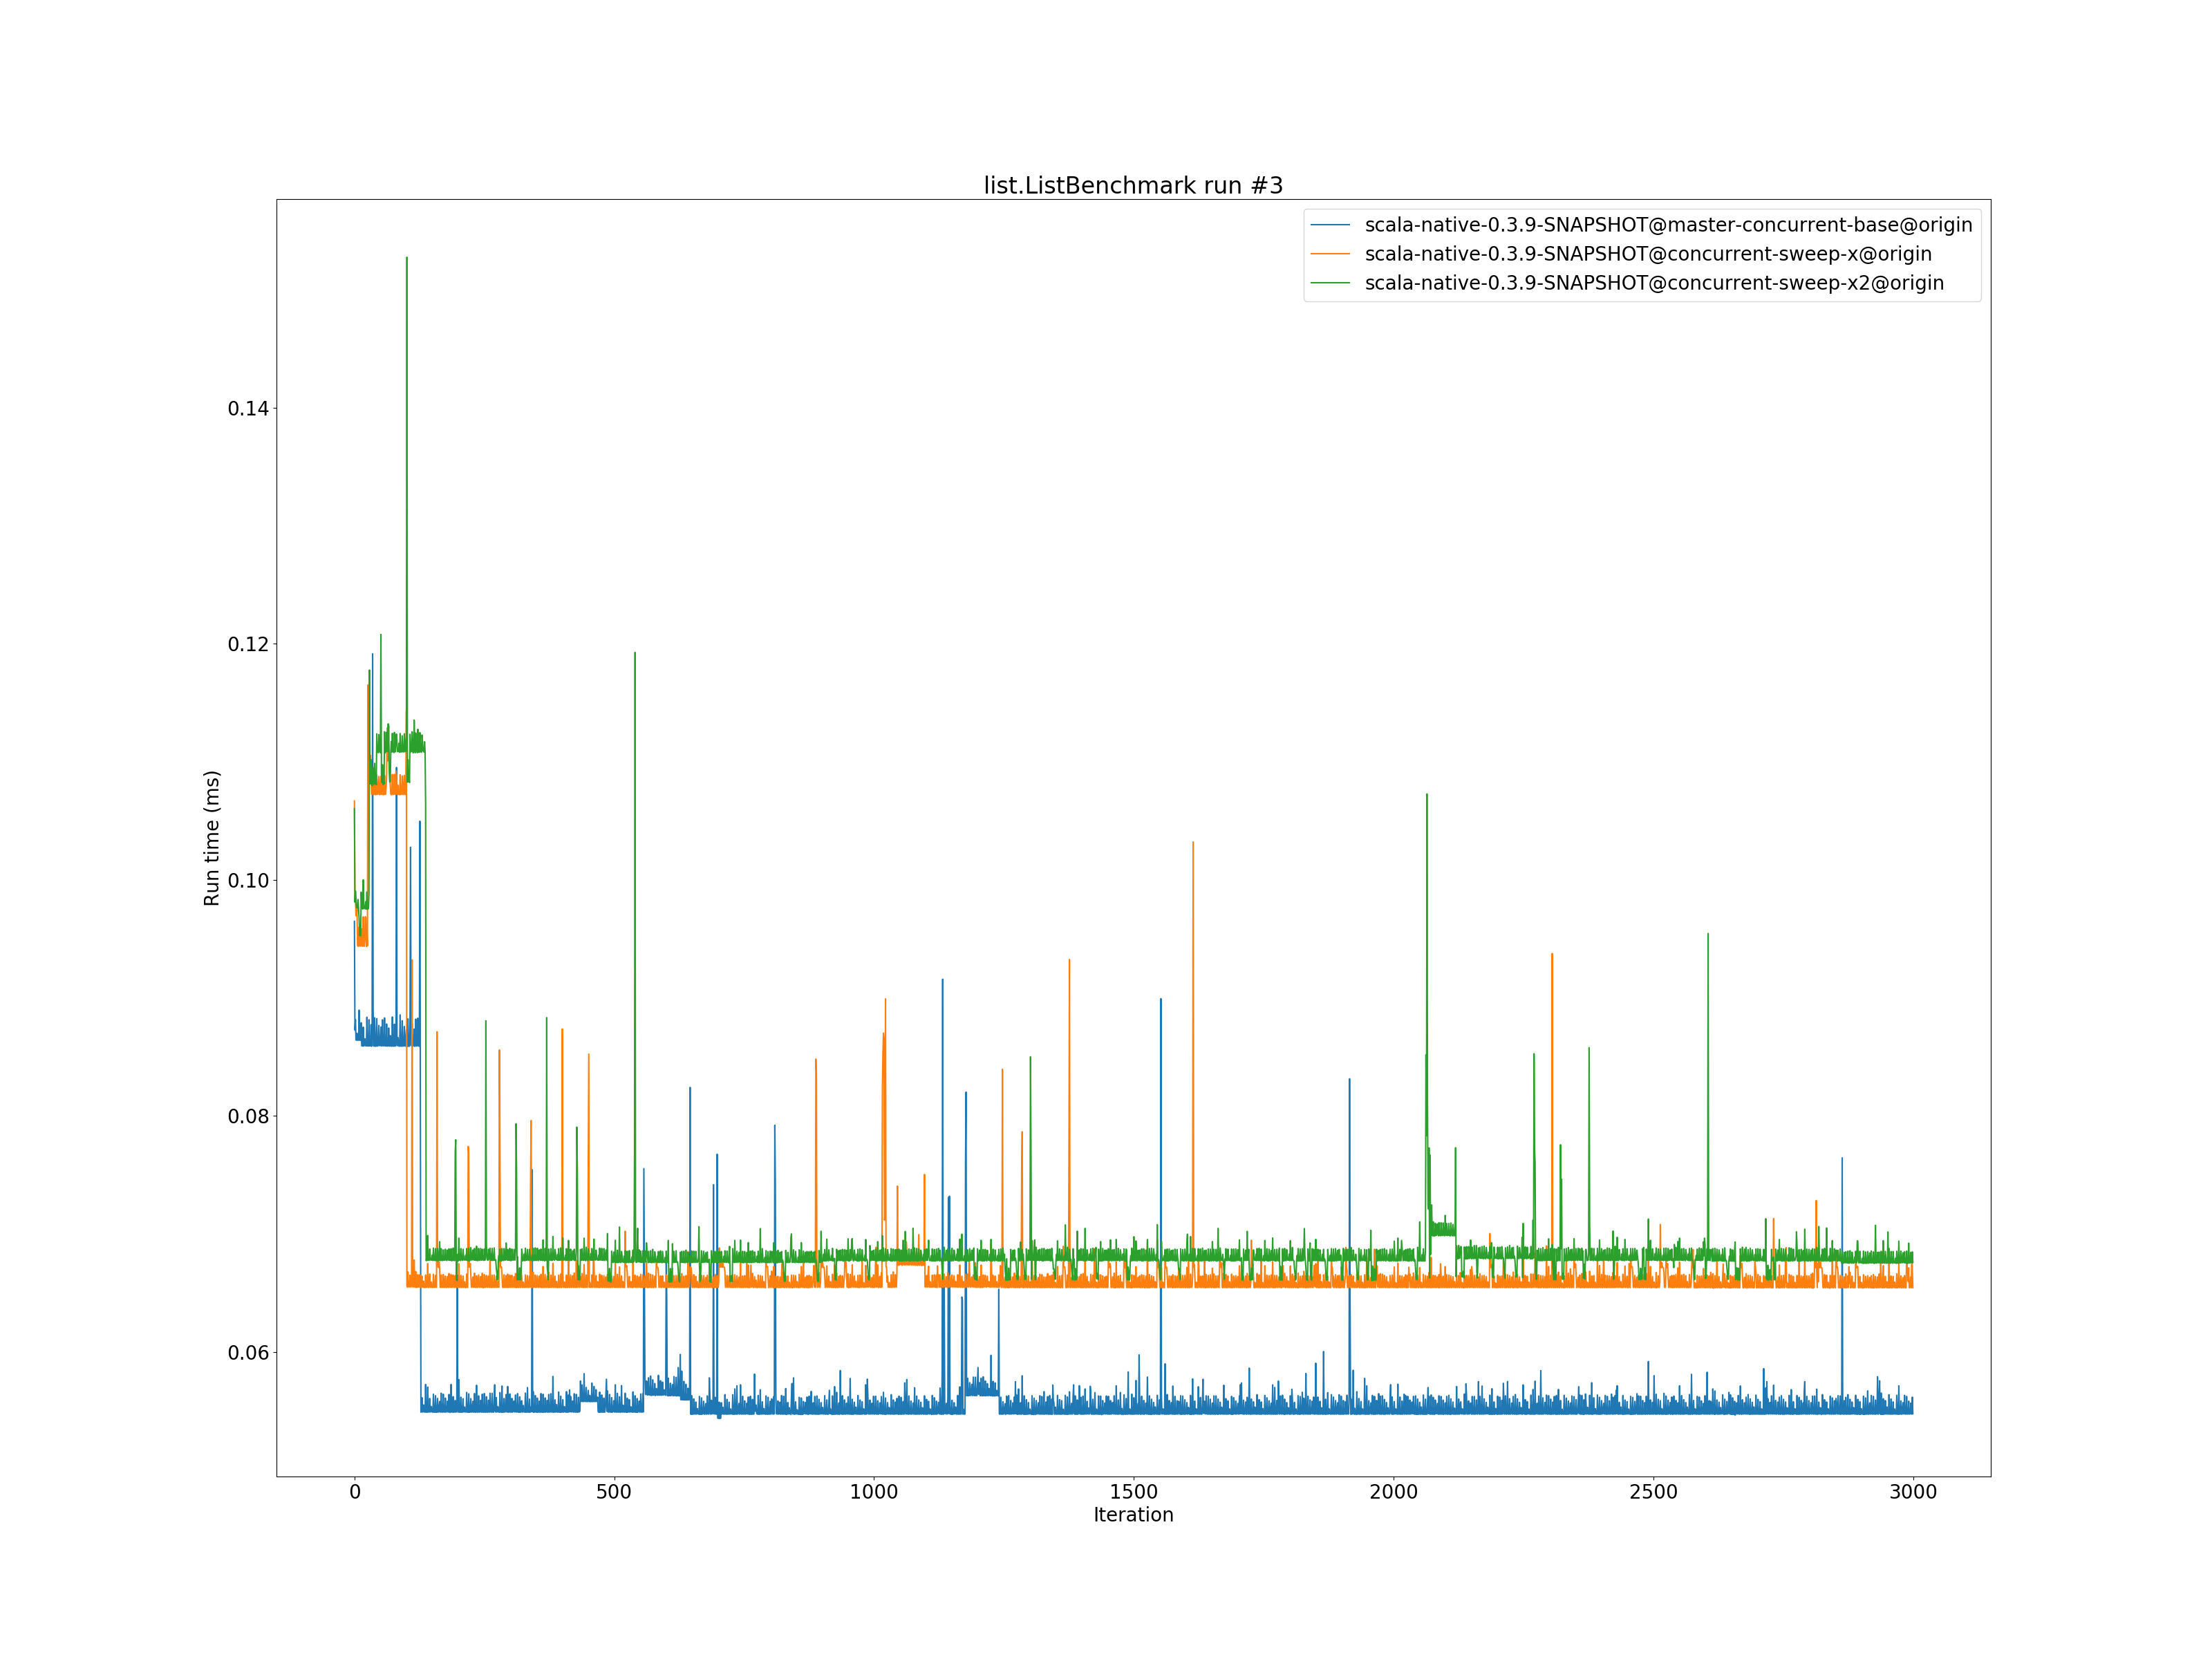 list.ListBenchmark run #3
scala-native-0.3.9-SNAPSHOT@master-concurrent-base@origin
scala-native-0.3.9-SNAPSHOT@concurrent-sweep-x@origin
scala-native-0.3.9-SNAPSHOT@concurrent-sweep-x2@origin
0.14
0.12
0.10
0.08
0.06
Run time (ms)
0 500 1000 1500 2000 2500 3000
Iteration